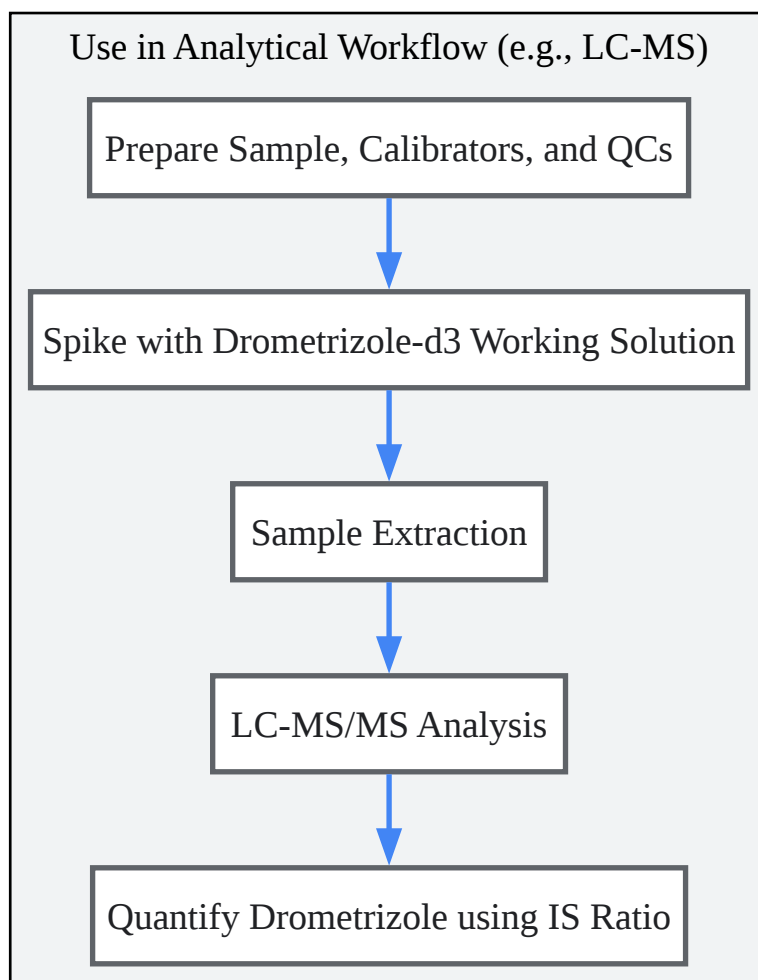 Use in Analytical Workflow (e.g., LC-MS)
Prepare Sample, Calibrators, and QCs
Spike with Drometrizole-d3 Working Solution
Sample Extraction
LC-MS/MS Analysis
Quantify Drometrizole using IS Ratio